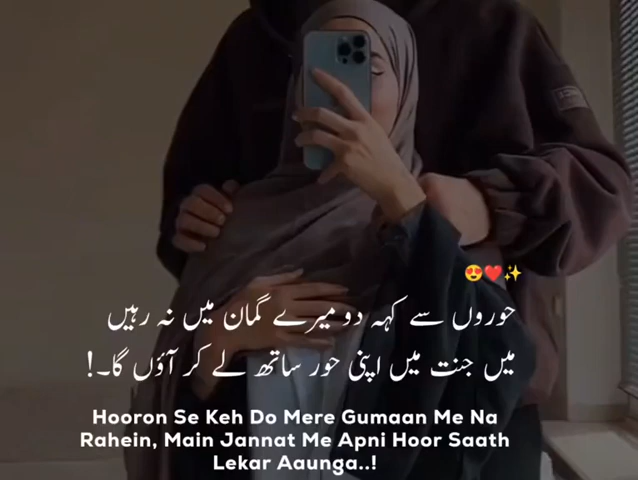 😍❤️✨
حوروں سے کہہ دو میرے گمان میں نہ رہیں
میں جنت میں اپنی حور ساتھ لے کر آؤں گا۔!
Hooron Se Keh Do Mere Gumaan Me Na
Rahein, Main Jannat Me Apni Hoor Saath
Lekar Aaunga..!